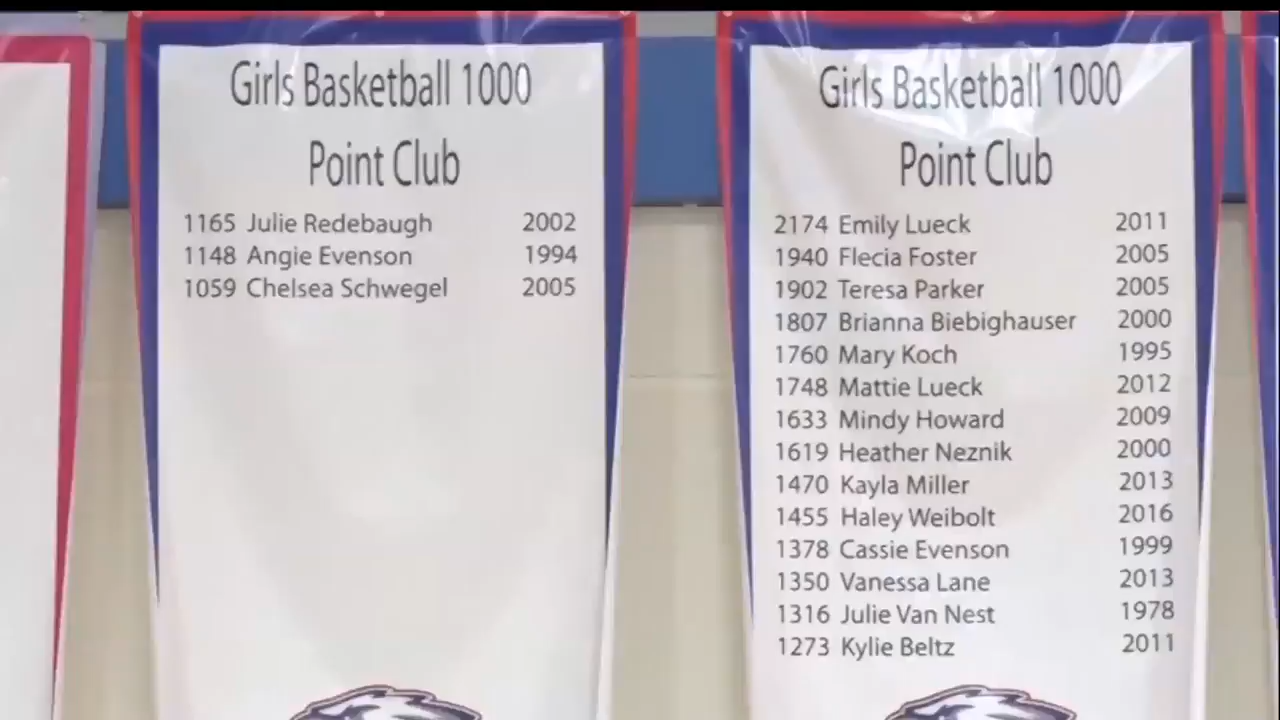 Girls Basketball 1000
Point Club
1165 Julie Redebaugh 2002
1148 Angie Evenson 1994
1059 Chelsea Schwegel 2005
Girls Basketball 1000
Point Club
2174 Emily Lueck 2011
1940 Flecia Foster 2005
1902 Teresa Parker 2005
1807 Brianna Biebighauser 2000
1760 Mary Koch 1995
1748 Mattie Lueck 2012
1633 Mindy Howard 2009
1619 Heather Neznik 2000
1470 Kayla Miller 2013
1455 Haley Weibolt 2016
1378 Cassie Evenson 1999
1350 Vanessa Lane 2013
1316 Julie Van Nest 1978
1273 Kylie Beltz 2011